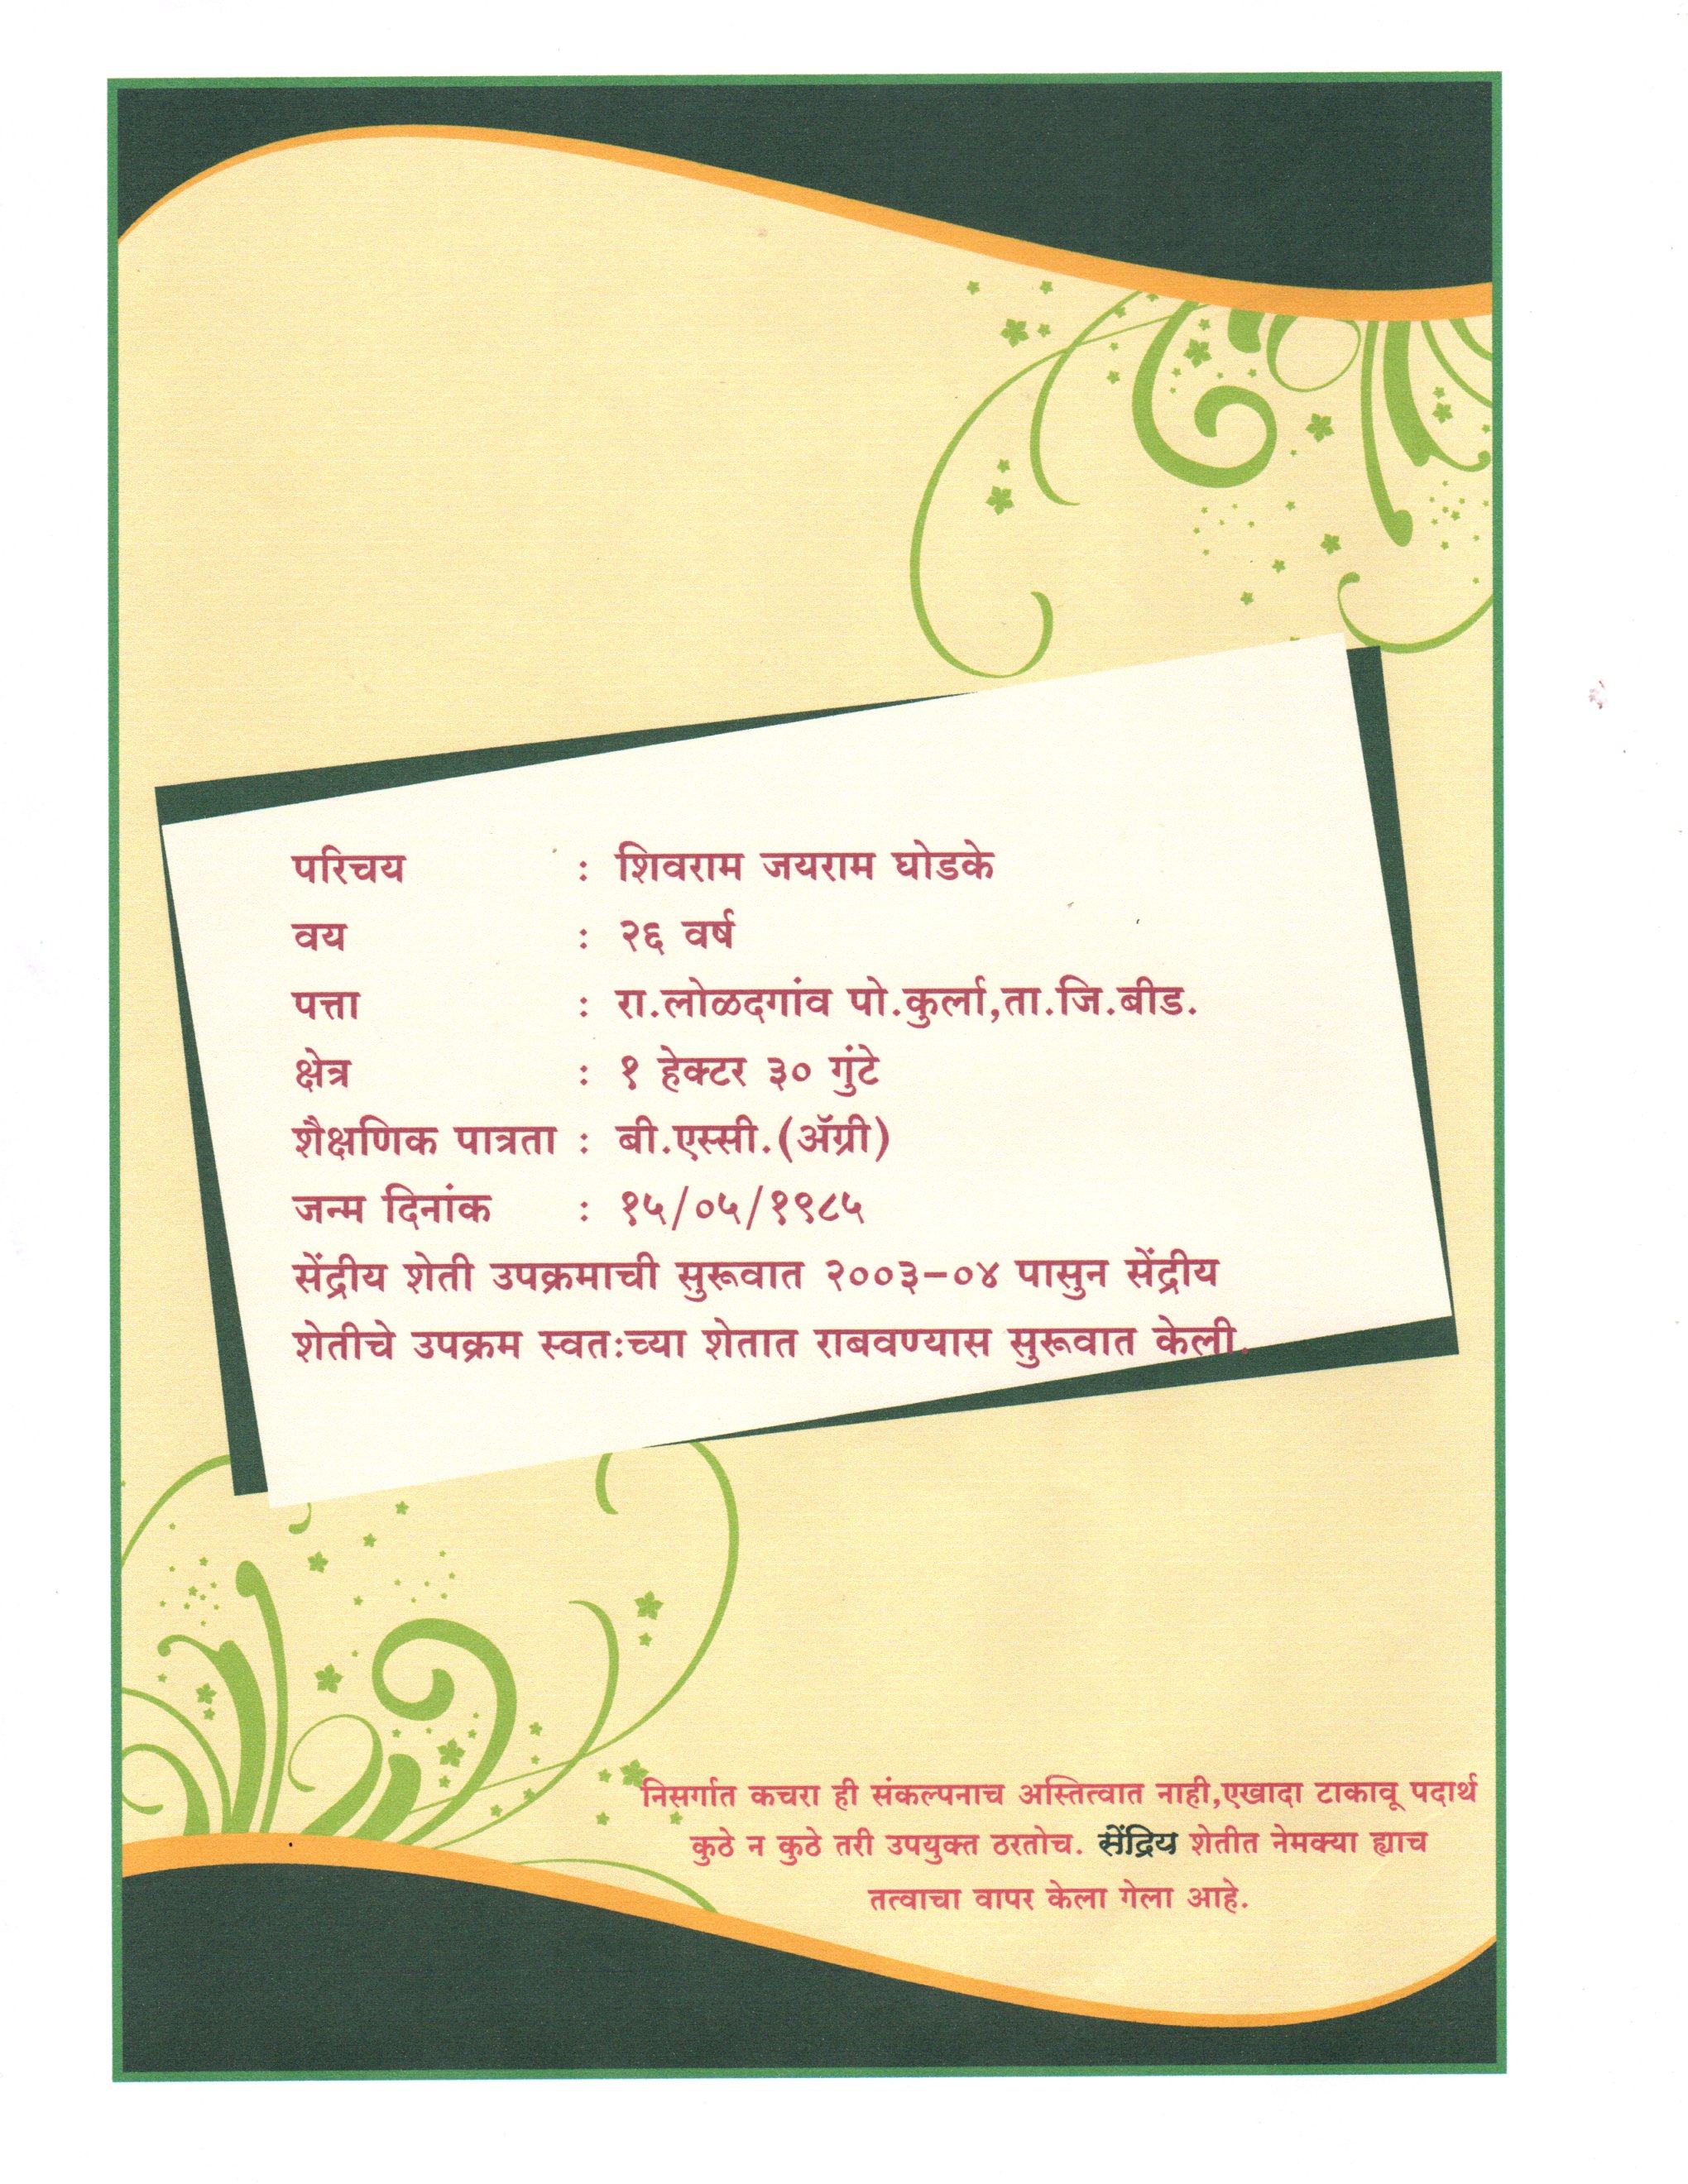 परिचय : शिवराम जयराम घोडके
वय : २६ वर्ष
पत्ता : रा.लोळदगांव पो.कुर्ला,ता.जि.बीड.
क्षेत्र : १ हेक्टर ३० गुंटे
शैक्षणिक पात्रता : बी.एस्सी.(ॲग्री)
जन्म दिनांक : १५/०५/१९८५
सेंद्रीय शेती उपक्रमाची सुरूवात २००३-०४ पासुन सेंद्रीय
शेतीचे उपक्रम स्वतःच्या शेतात राबवण्यास सुरूवात केली.
निसर्गात कचरा ही संकल्पनाच अस्तित्वात नाही,एखादा टाकावू पदार्थ
कुठे न कुठे तरी उपयुक्त ठरतोच. सेंद्रिय शेतीत नेमक्या ह्याच
तत्वाचा वापर केला गेला आहे.